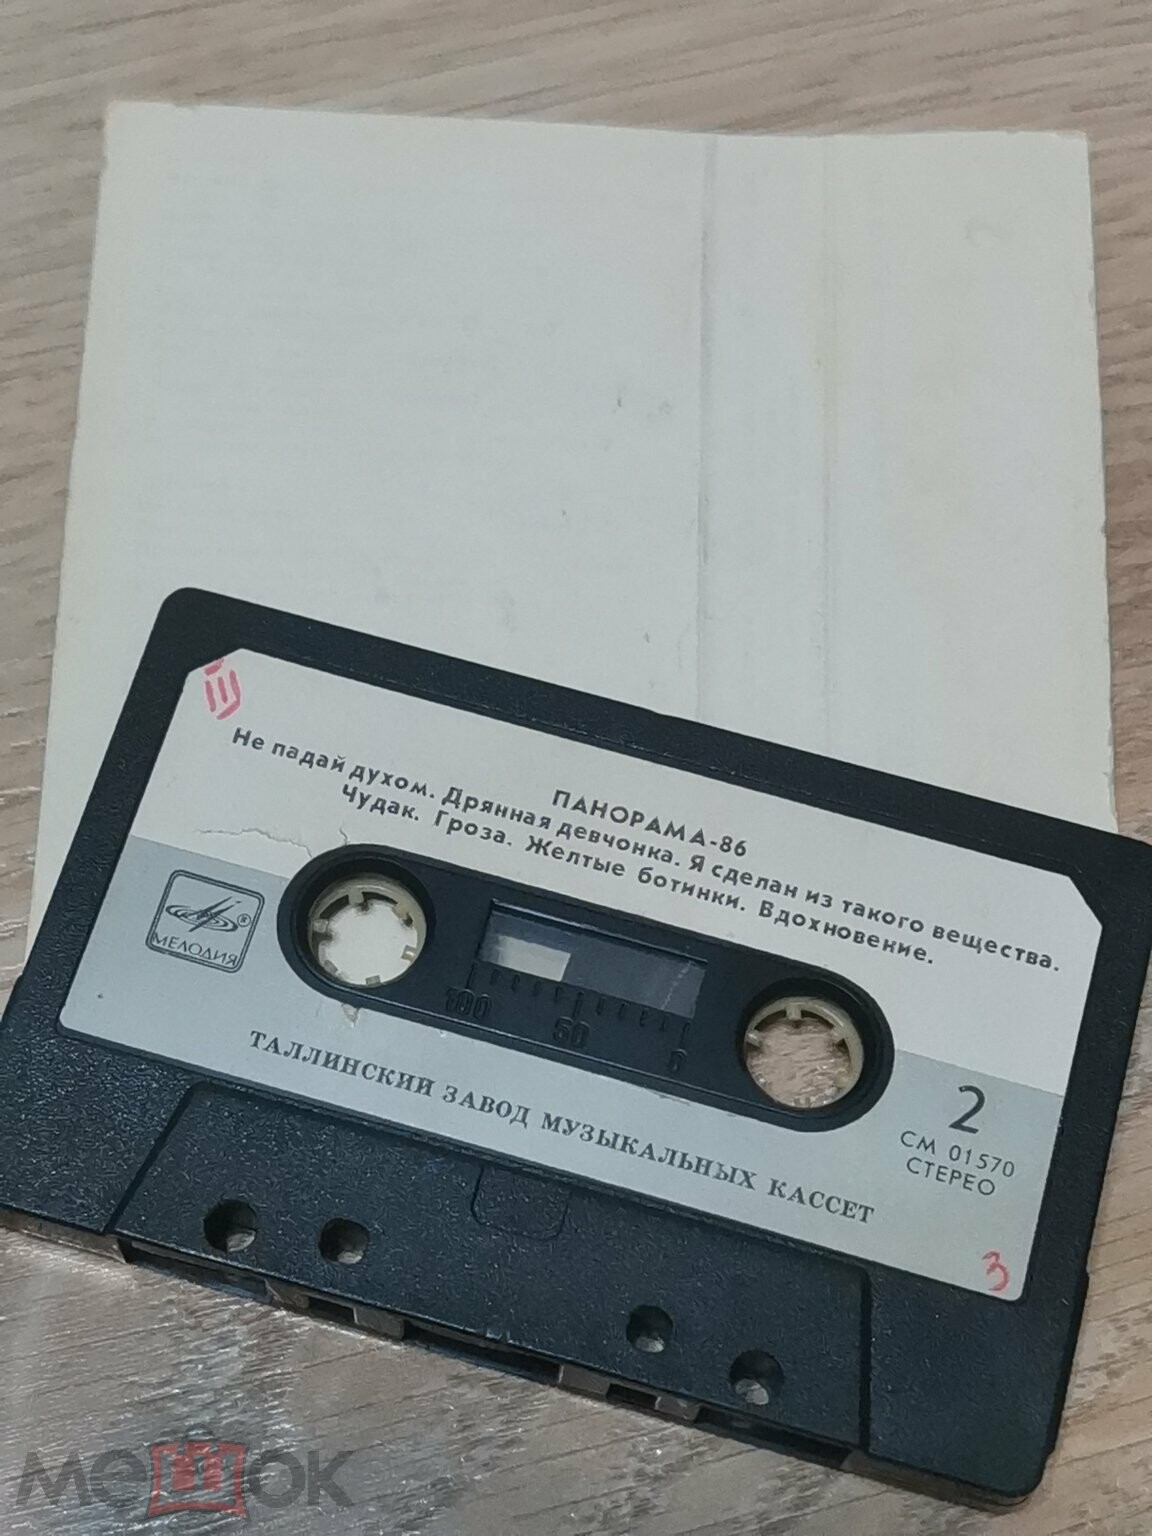 ПАНОРАМА-86
Не падай духом. Дрянная девчонка. Я сделан из такого вещества.
Чудак. Гроза. Желтые ботинки. Вдохновение.
®
МЕЛОДИЯ
100 50 0
2
СМ 01570
СТЕРЕО
ТАЛЛИНСКИЙ ЗАВОД МУЗЫКАЛЬНЫХ КАССЕТ
3
мешок